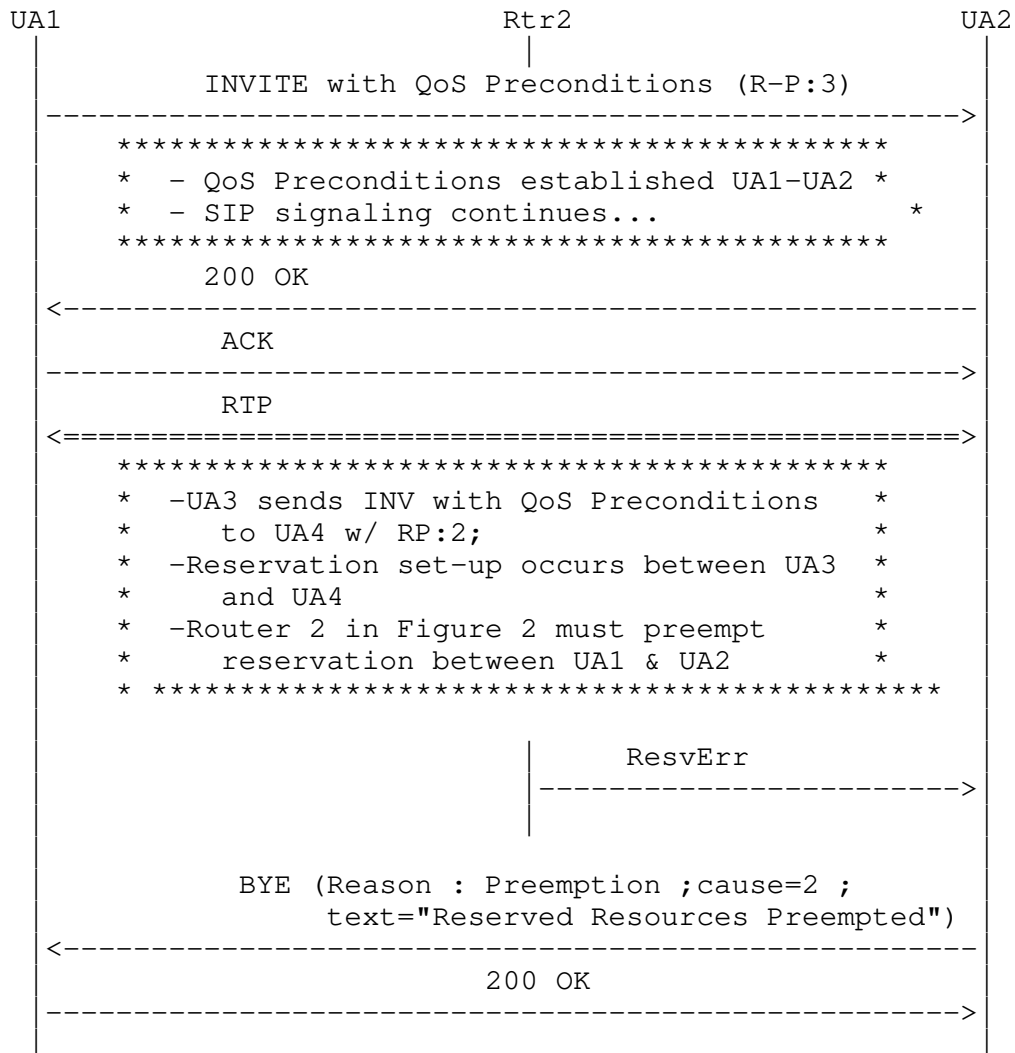 UA1 Rtr2 UA2
INVITE with QoS Preconditions (R-P:3)
---------------------------------------------------->
********************************************
* - QoS Preconditions established UA1-UA2 *
* - SIP signaling continues... *
********************************************
200 OK
<----------------------------------------------------
ACK
---------------------------------------------------->
RTP
<===================================================>
********************************************
* -UA3 sends INV with QoS Preconditions *
* to UA4 w/ RP:2; *
* -Reservation set-up occurs between UA3 *
* and UA4 *
* -Router 2 in Figure 2 must preempt *
* reservation between UA1 & UA2 *
* *********************************************
ResvErr
|------------------------>
BYE (Reason : Preemption ;cause=2 ;
text="Reserved Resources Preempted")
<----------------------------------------------------
200 OK
---------------------------------------------------->